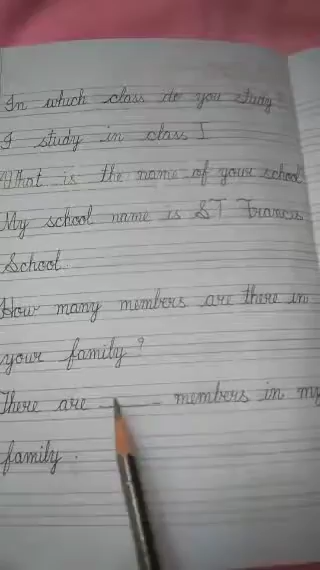 In which class do you study?
I study in class I
What is the name of your school
My school name is ST Francis
School.
How many members are there in
your family?
There are ____ members in my
family.